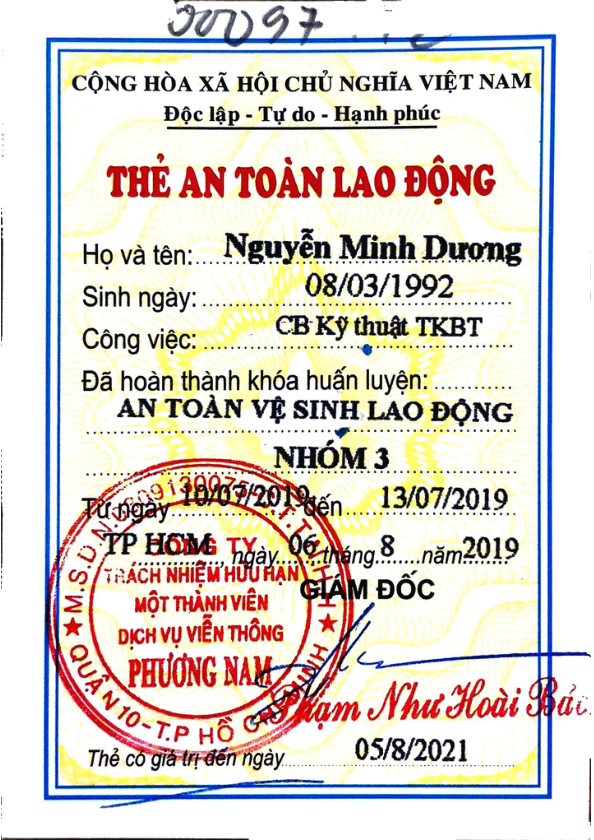 CỘNG HÒA XÃ HỘI CHỦ NGHĨA VIỆT NAM
Độc lập - Tự do - Hạnh phúc
THẺ AN TOÀN LAO ĐỘNG
Họ và tên: Nguyễn Minh Dương
Sinh ngày: 08/03/1992
Công việc: CB Kỹ thuật TKBT
Đã hoàn thành khóa huấn luyện:
AN TOÀN VỆ SINH LAO ĐỘNG
NHÓM 3
Từ ngày 10/07/2019 đến 13/07/2019
TP HCM, ngày 06 tháng 8 năm 2019
GIÁM ĐỐC
CÔNG TY
TRÁCH NHIỆM HỮU HẠN
MỘT THÀNH VIÊN
DỊCH VỤ VIỄN THÔNG
PHƯƠNG NAM
QUẬN 10 - T.P HỒ CHÍ MINH
Phạm Như Hoài Bảo
Thẻ có giá trị đến ngày 05/8/2021